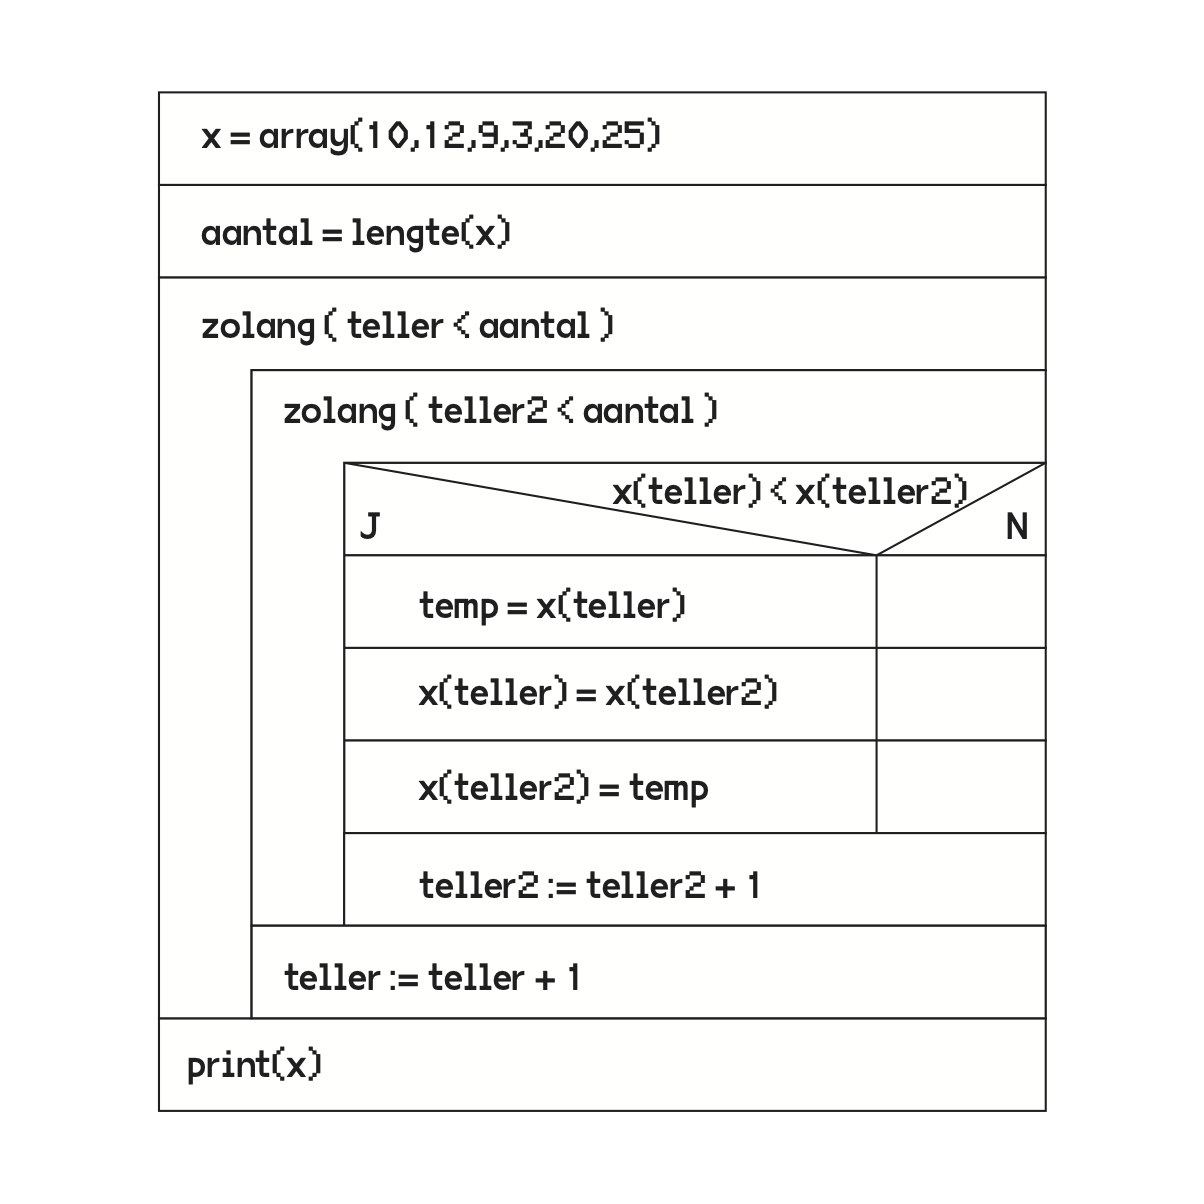 x = array(10,12,9,3,20,25)
aantal = lengte(x)
zolang ( teller < aantal )
zolang ( teller2 < aantal )
x(teller) < x(teller2)
J N
temp = x(teller)
x(teller) = x(teller2)
x(teller2) = temp
teller2 := teller2 + 1
teller := teller + 1
print(x)